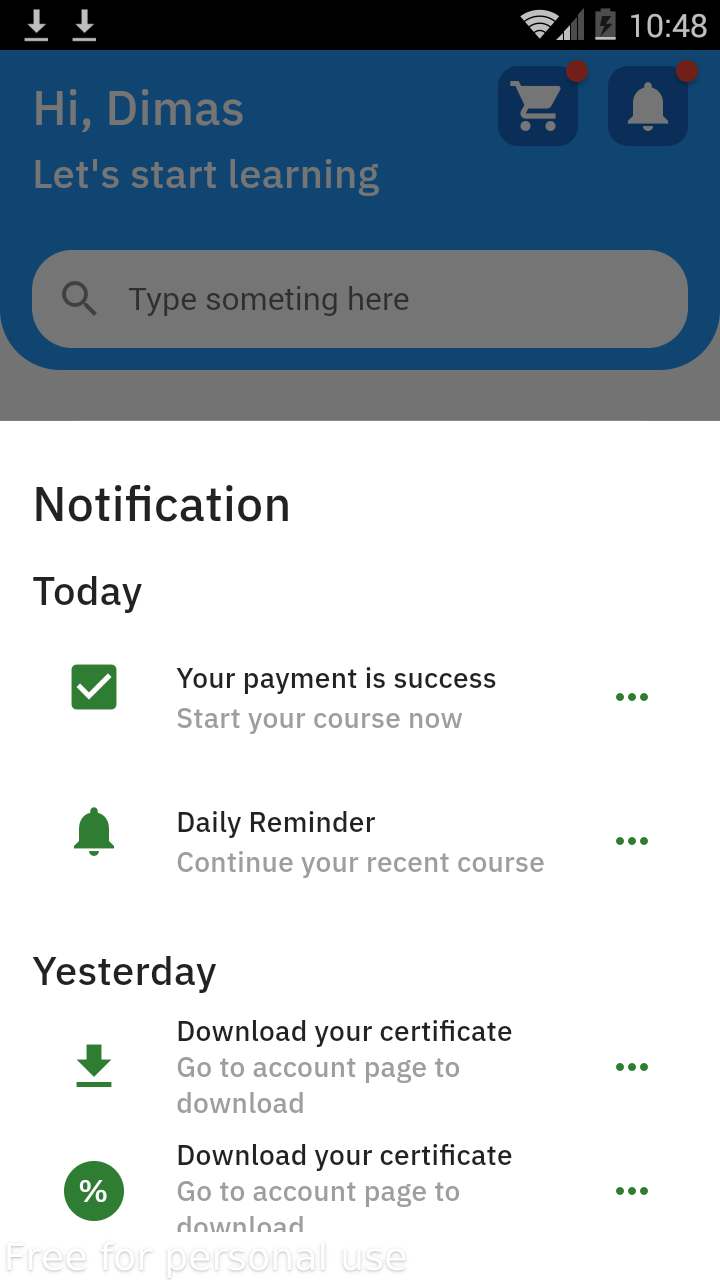 10:48
Hi, Dimas
Let's start learning
Type someting here
Notification
Today
Your payment is success
Start your course now
Daily Reminder
Continue your recent course
Yesterday
Download your certificate
Go to account page to
download
%
Download your certificate
Go to account page to
download
Free for personal use